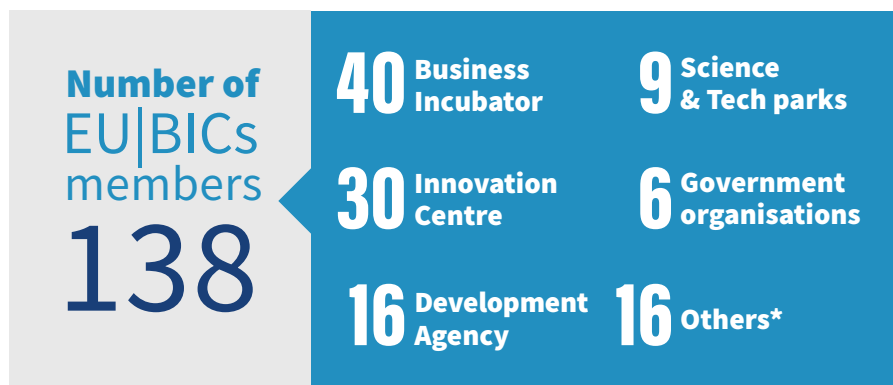 Number of
EU|BICs
members
138
40 Business
Incubator
9 Science
& Tech parks
30 Innovation
Centre
6 Government
organisations
16 Development
Agency
16 Others*